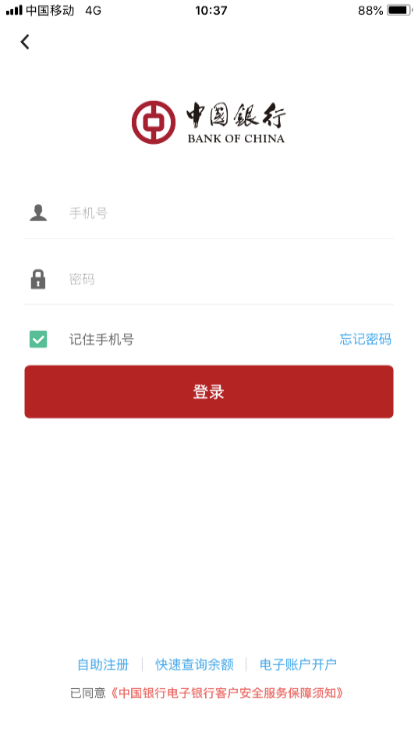 中国移动 4G 10:37 88%
中国銀行
BANK OF CHINA
手机号
密码
记住手机号 忘记密码
登录
自助注册 快速查询余额 电子账户开户
已同意《中国银行电子银行客户安全服务保障须知》